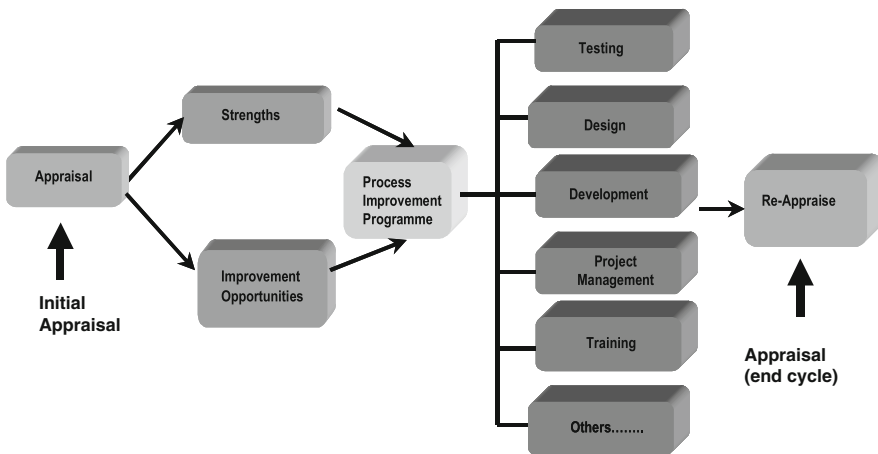 Appraisal
Initial
Appraisal
Strengths
Improvement
Opportunities
Process
Improvement
Programme
Testing
Design
Development
Project
Management
Training
Others........
Re-Appraise
Appraisal
(end cycle)